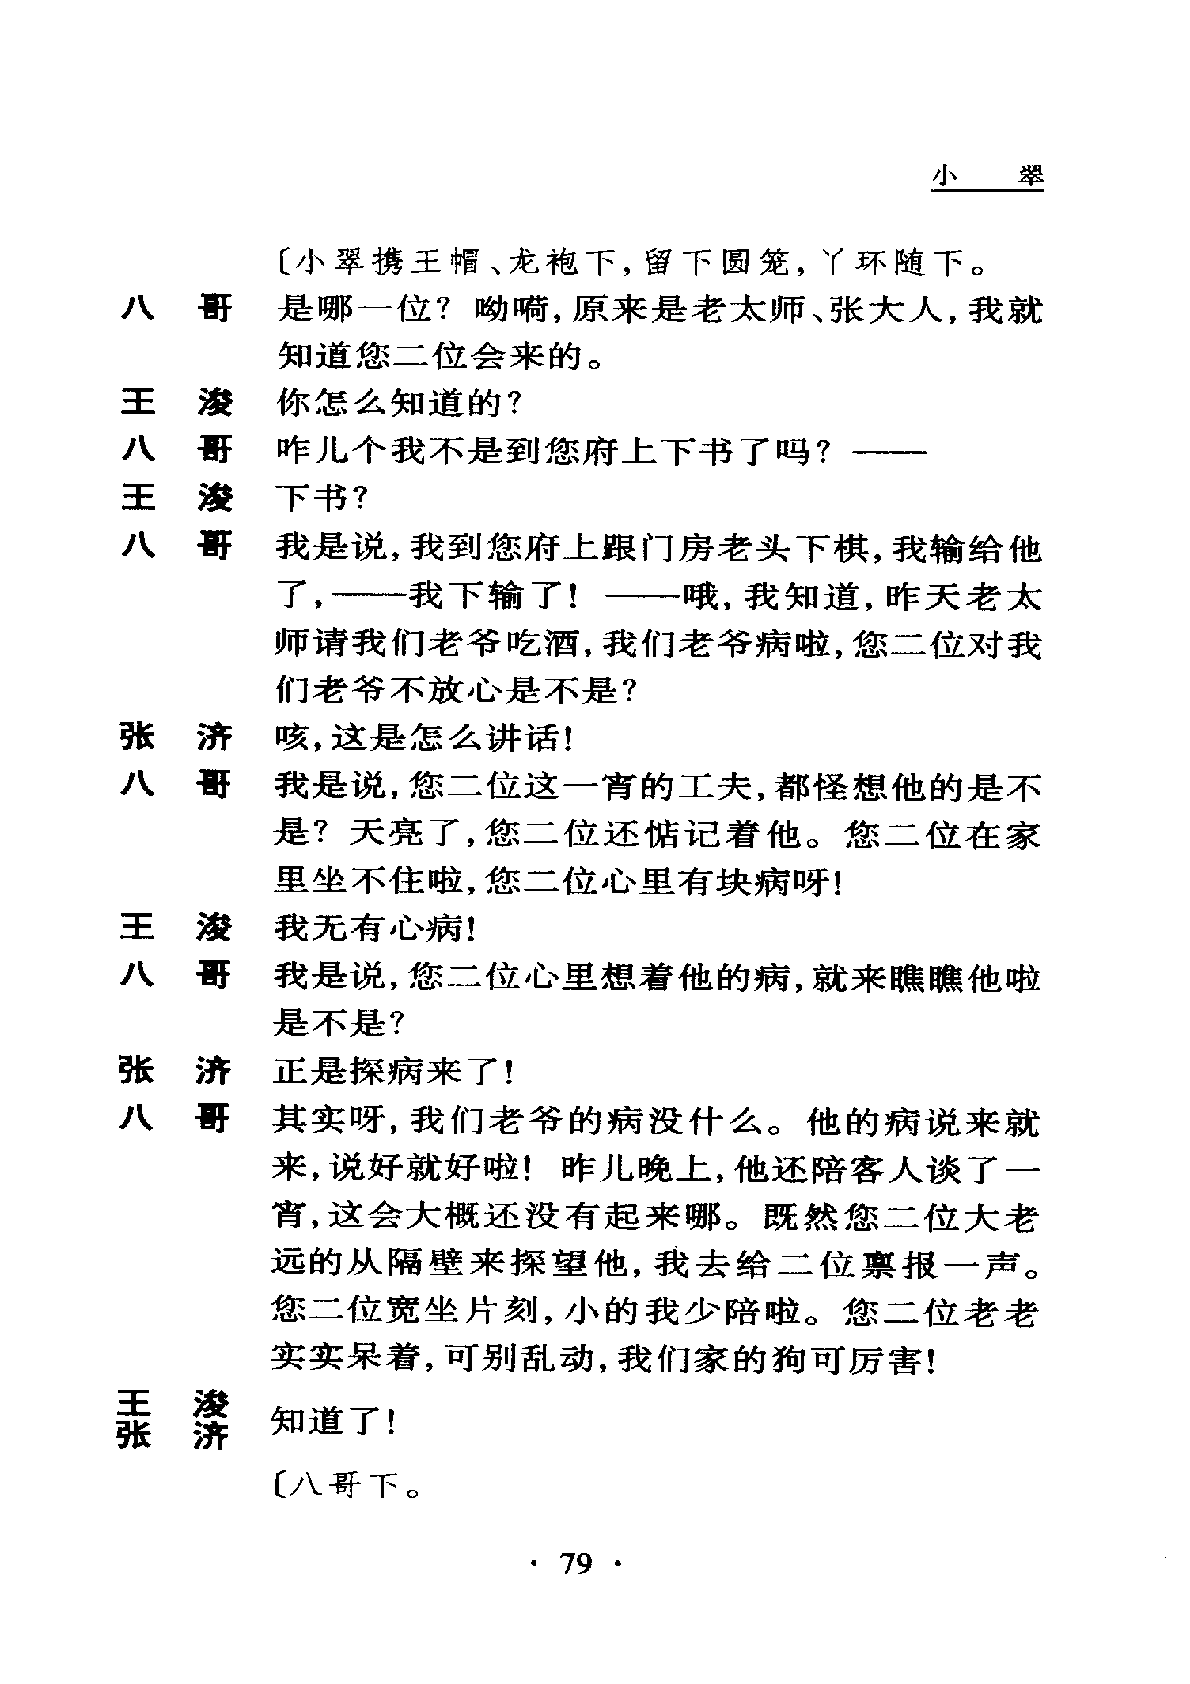 小　　翠
〔小翠携王帽、龙袍下，留下圆笼，丫环随下。
八　哥　是哪一位？呦嗬，原来是老太师、张大人，我就
知道您二位会来的。
王　浚　你怎么知道的？
八　哥　咋儿个我不是到您府上下书了吗？——
王　浚　下书？
八　哥　我是说，我到您府上跟门房老头下棋，我输给他
了，——我下输了！——哦，我知道，昨天老太
师请我们老爷吃酒，我们老爷病啦，您二位对我
们老爷不放心是不是？
张　济　咳，这是怎么讲话！
八　哥　我是说，您二位这一宵的工夫，都怪想他的是不
是？天亮了，您二位还惦记着他。您二位在家
里坐不住啦，您二位心里有块病呀！
王　浚　我无有心病！
八　哥　我是说，您二位心里想着他的病，就来瞧瞧他啦
是不是？
张　济　正是探病来了！
八　哥　其实呀，我们老爷的病没什么。他的病说来就
来，说好就好啦！昨儿晚上，他还陪客人谈了一
宵，这会大概还没有起来哪。既然您二位大老
远的从隔壁来探望他，我去给二位禀报一声。
您二位宽坐片刻，小的我少陪啦。您二位老老
实实呆着，可别乱动，我们家的狗可厉害！
王　浚
张　济　知道了！
〔八哥下。
· 79 ·